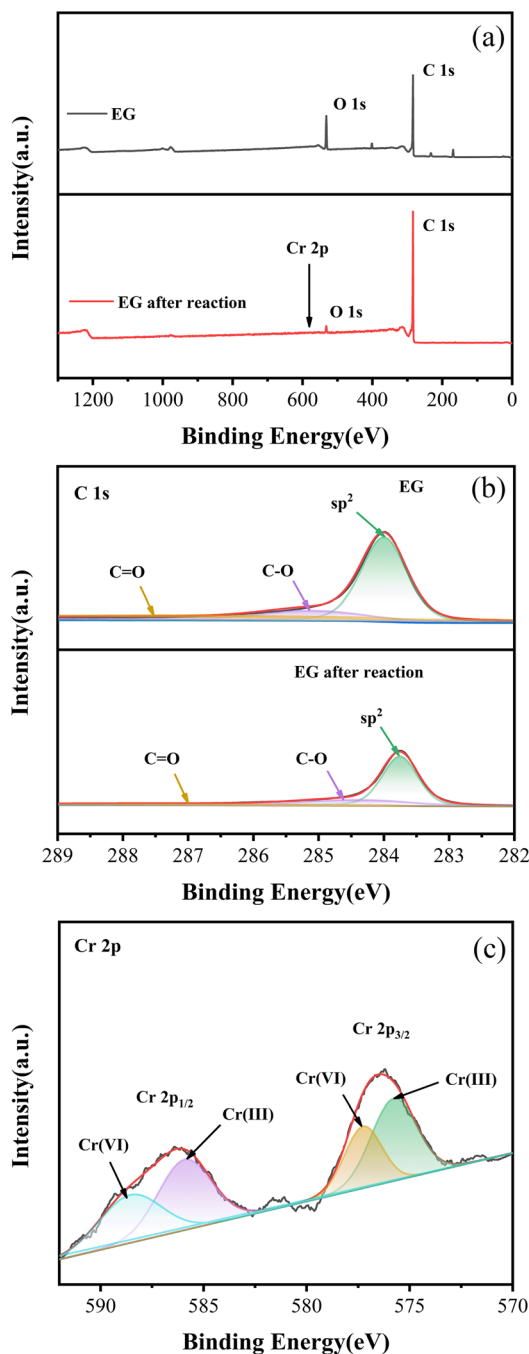 (a)
C 1s
O 1s
EG
C 1s
Cr 2p
EG after reaction
O 1s
Intensity(a.u.)
1200 1000 800 600 400 200 0
Binding Energy(eV)
C 1s
EG
(b)
sp²
C=O
C-O
EG after reaction
sp²
C=O
C-O
Intensity(a.u.)
289 288 287 286 285 284 283 282
Binding Energy(eV)
Cr 2p
(c)
Cr 2p₃/₂
Cr(VI)
Cr(III)
Cr 2p₁/₂
Cr(VI)
Cr(III)
Intensity(a.u.)
590 585 580 575 570
Binding Energy(eV)